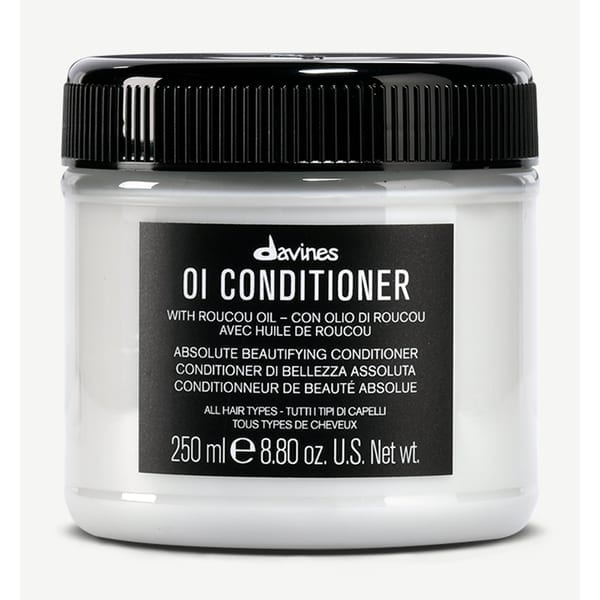 davines
OI CONDITIONER
WITH ROUCOU OIL – CON OLIO DI ROUCOU
AVEC HUILE DE ROUCOU
ABSOLUTE BEAUTIFYING CONDITIONER
CONDITIONER DI BELLEZZA ASSOLUTA
CONDITIONNEUR DE BEAUTÉ ABSOLUE
ALL HAIR TYPES - TUTTI I TIPI DI CAPELLI
TOUS TYPES DE CHEVEUX
250 ml ℮ 8.80 oz. U.S. Net wt.